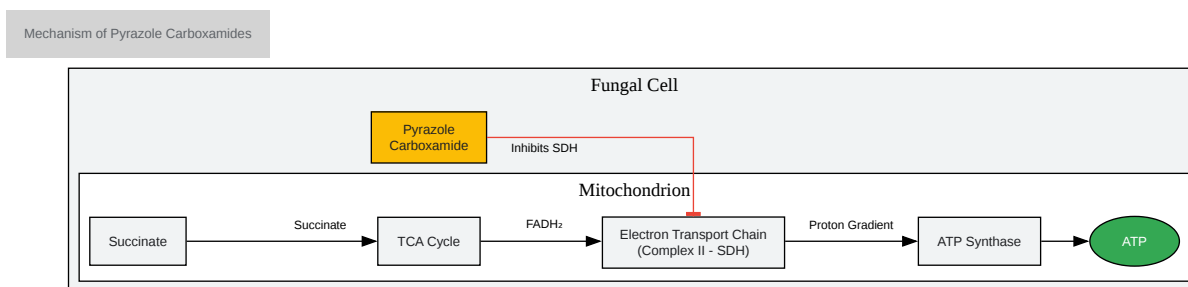 Mechanism of Pyrazole Carboxamides
Fungal Cell
Pyrazole
Carboxamide
Inhibits SDH
Mitochondrion
Succinate
Succinate
TCA Cycle
FADH₂
Electron Transport Chain
(Complex II - SDH)
Proton Gradient
ATP Synthase
ATP